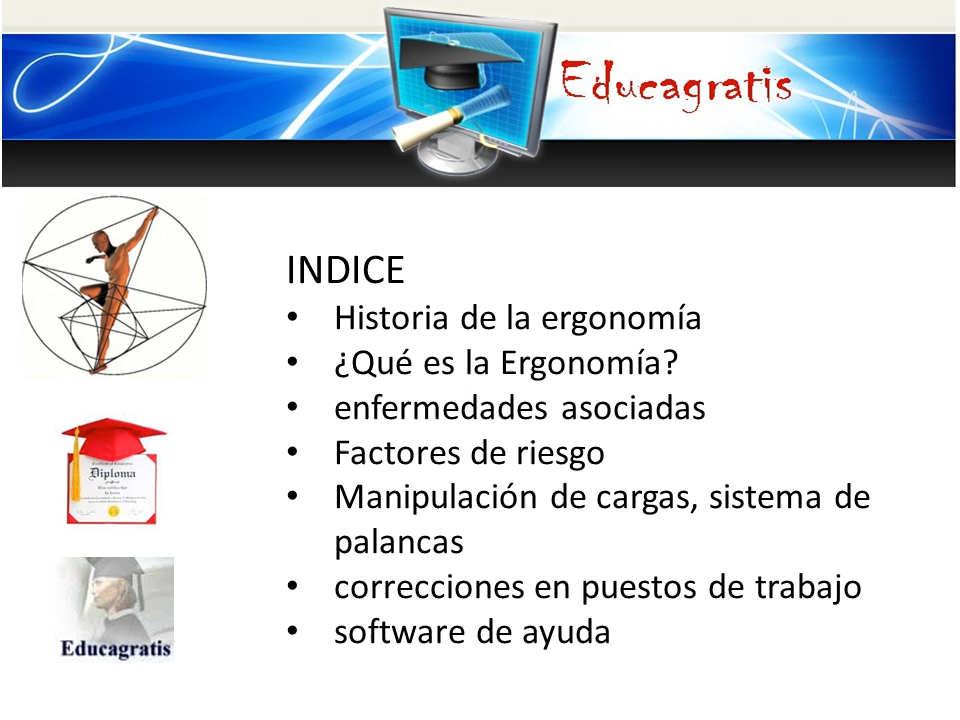 Educagratis
INDICE
• Historia de la ergonomía
• ¿Qué es la Ergonomía?
• enfermedades asociadas
• Factores de riesgo
• Manipulación de cargas, sistema de
palancas
• correcciones en puestos de trabajo
• software de ayuda
Diploma
Educagratis